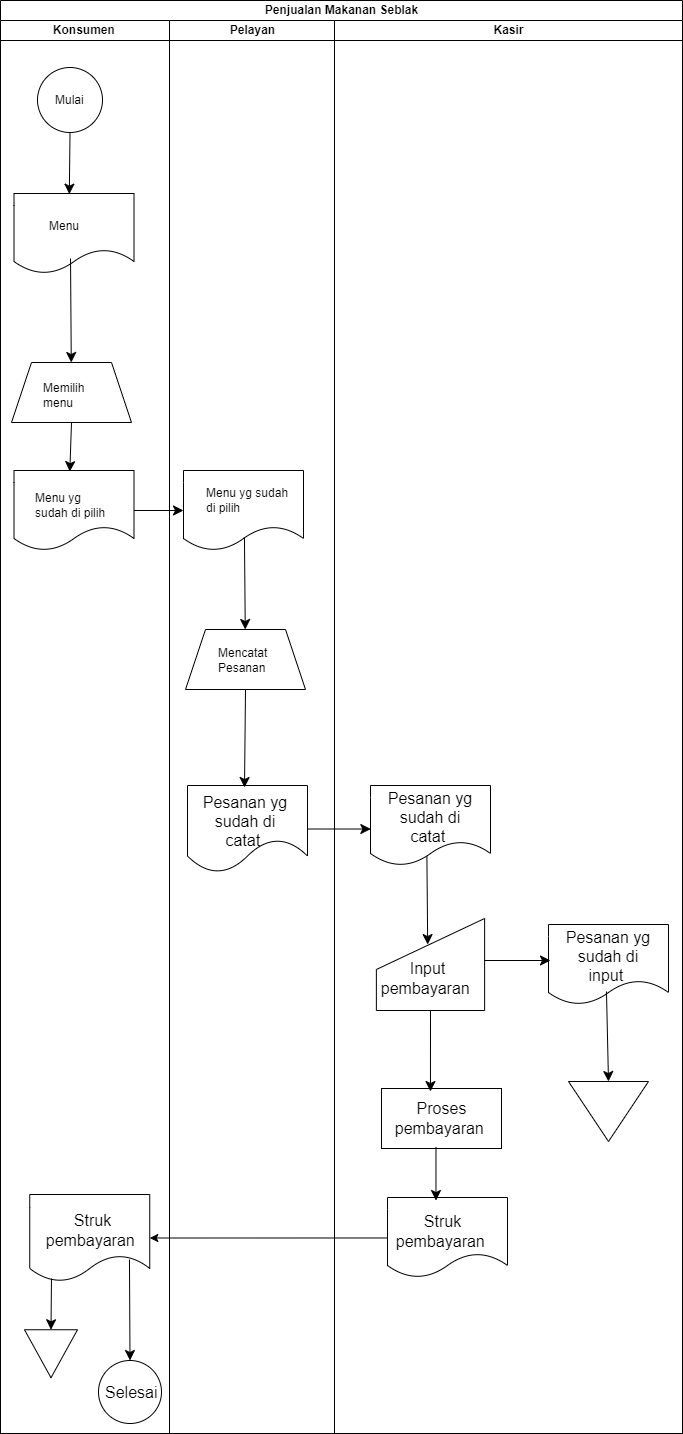 Penjualan Makanan Seblak
Konsumen
Pelayan
Kasir
Mulai
Menu
Memilih
menu
Menu yg
sudah di pilih
Menu yg sudah
di pilih
Mencatat
Pesanan
Pesanan yg
sudah di
catat
Pesanan yg
sudah di
catat
Input
pembayaran
Pesanan yg
sudah di
input
Proses
pembayaran
Struk
pembayaran
Struk
pembayaran
Selesai